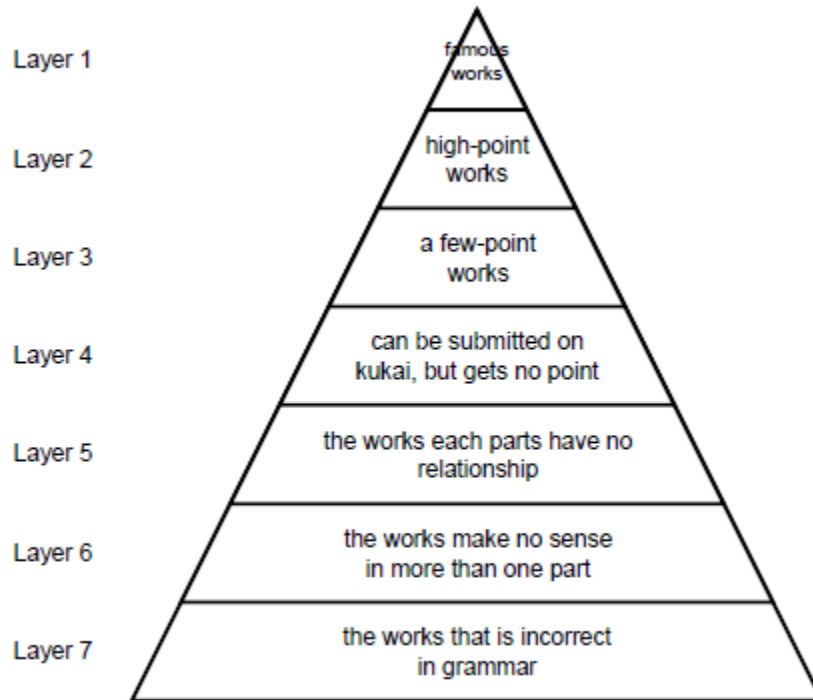 Layer 1
famous
works
Layer 2
high-point
works
Layer 3
a few-point
works
Layer 4
can be submitted on
kukai, but gets no point
Layer 5
the works each parts have no
relationship
Layer 6
the works make no sense
in more than one part
Layer 7
the works that is incorrect
in grammar